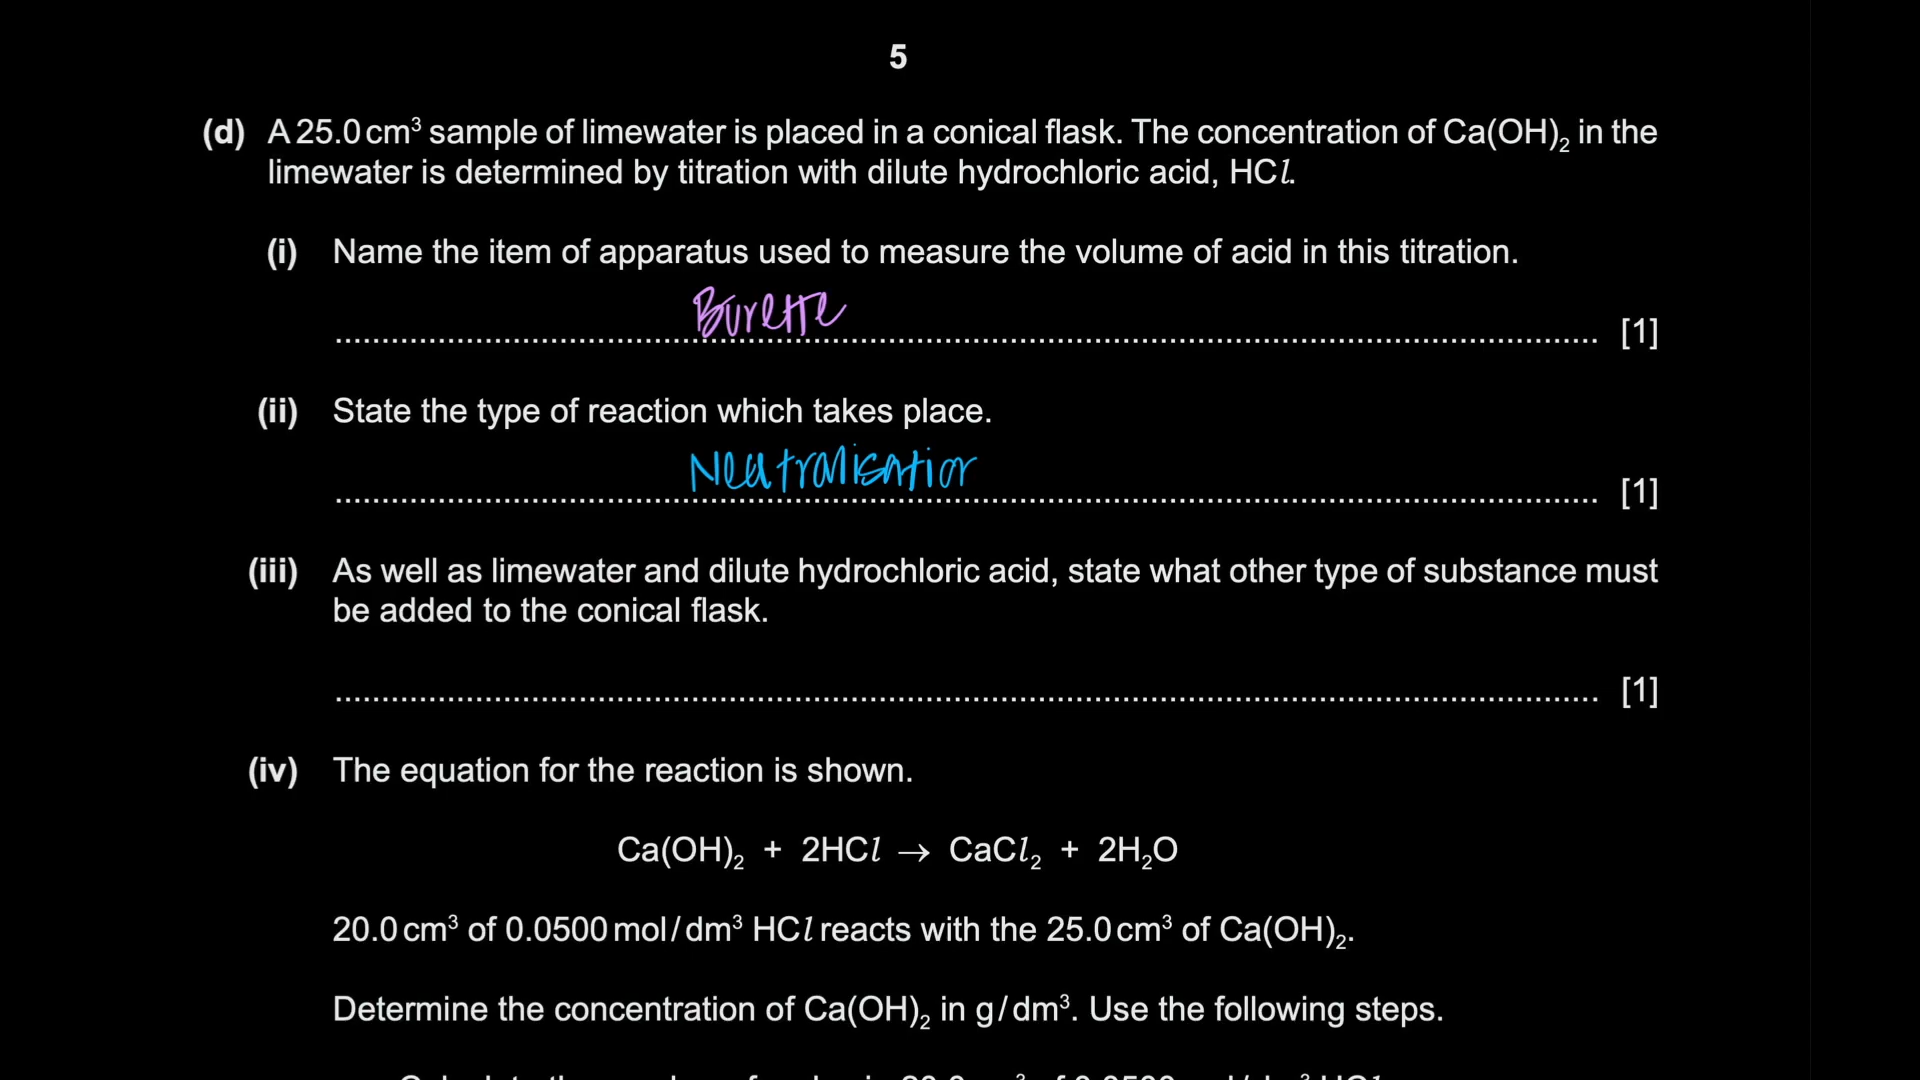 5
(d) A 25.0 cm³ sample of limewater is placed in a conical flask. The concentration of Ca(OH)₂ in the
limewater is determined by titration with dilute hydrochloric acid, HCl.
(i) Name the item of apparatus used to measure the volume of acid in this titration.
Burette
[1]
(ii) State the type of reaction which takes place.
Neutralisation
[1]
(iii) As well as limewater and dilute hydrochloric acid, state what other type of substance must
be added to the conical flask.
[1]
(iv) The equation for the reaction is shown.
Ca(OH)₂ + 2HCl → CaCl₂ + 2H₂O
20.0 cm³ of 0.0500 mol/dm³ HCl reacts with the 25.0 cm³ of Ca(OH)₂.
Determine the concentration of Ca(OH)₂ in g/dm³. Use the following steps.